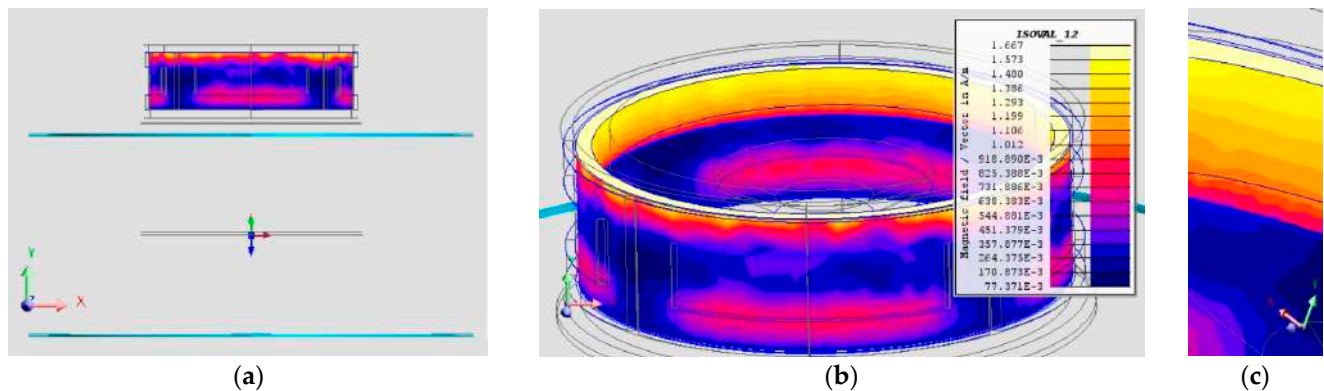 Y
X
(a)
ISOVAL_12
Magnetic field / Vector in A/m
1.667
1.573
1.480
1.386
1.293
1.199
1.106
1.012
918.890E-3
825.388E-3
731.886E-3
638.383E-3
544.881E-3
451.379E-3
357.877E-3
264.375E-3
170.873E-3
77.371E-3
(b)
(c)